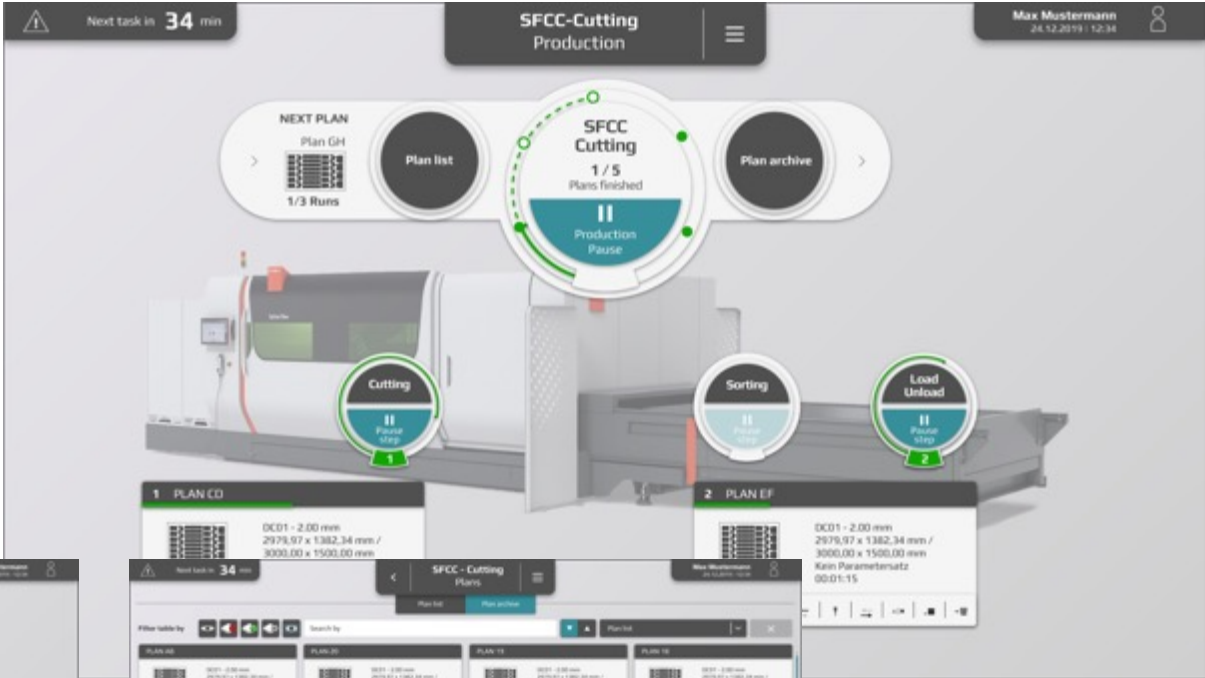 Next task in 34 min
SFCC-Cutting
Production
Max Mustermann
24.12.2019 | 12:34
NEXT PLAN
Plan GH
1/3 Runs
Plan list
SFCC
Cutting
1 / 5
Plans finished
Production
Pause
Plan archive
Cutting
Pause
step
1
Sorting
Pause
step
Load
Unload
Pause
step
2
1 PLAN CD
DC01 - 2.00 mm
2979,97 x 1382,34 mm /
3000,00 x 1500,00 mm
2 PLAN EF
DC01 - 2.00 mm
2979,97 x 1382,34 mm /
3000,00 x 1500,00 mm
Kein Parametersatz
00:01:15
Next task in 34 min
SFCC - Cutting
Plans
Max Mustermann
Plan list
Plan archive
Filter table by
Search by
Plan list
PLAN AB
PLAN 20
PLAN 19
PLAN 18